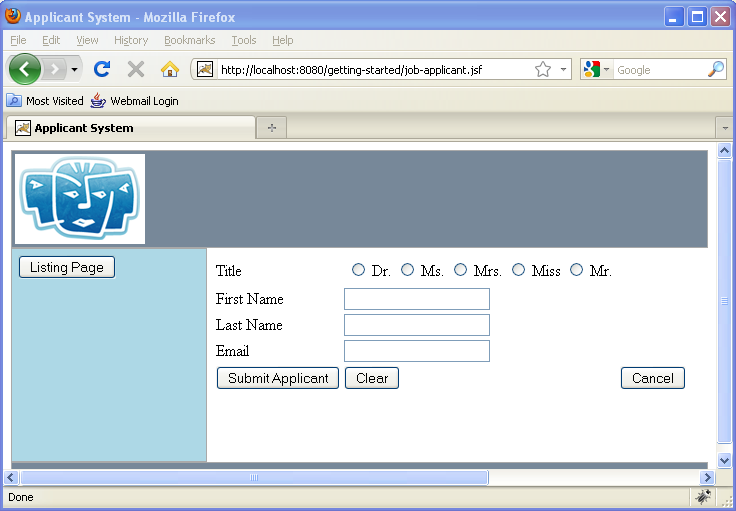 Applicant System - Mozilla Firefox
File Edit View History Bookmarks Tools Help
http://localhost:8080/getting-started/job-applicant.jsf Google
Most Visited Webmail Login
Applicant System
Listing Page
Title Dr. Ms. Mrs. Miss Mr.
First Name
Last Name
Email
Submit Applicant Clear Cancel
Done